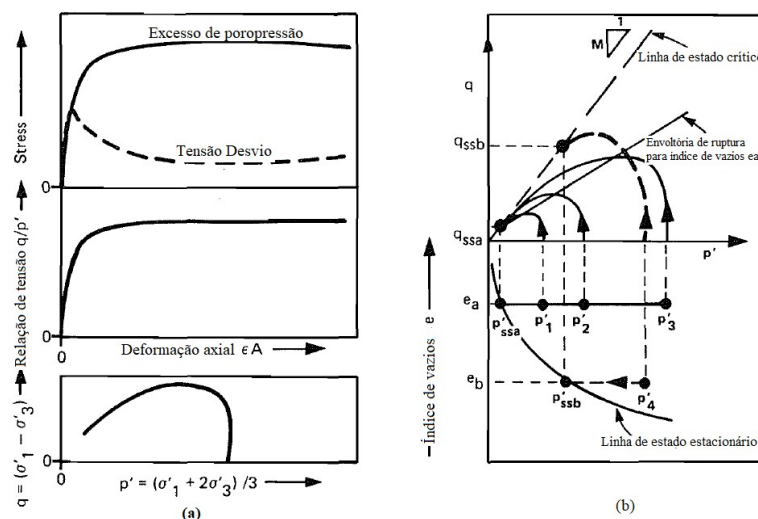 Stress
Excesso de poropressão
Tensão Desvio
0
Relação de tensão q/p'
0
0
Deformação axial ϵA
q = (σ'1 − σ'3)
0
p' = (σ'1 + 2σ'3) /3
(a)
1
M
Linha de estado crítico
q
Envoltória de ruptura
para índice de vazios ea
qssb
qssa
p'
Índice de vazios e
ea
p'ssa
p'1
p'2
p'3
eb
p'ssb
p'4
Linha de estado estacionário
(b)